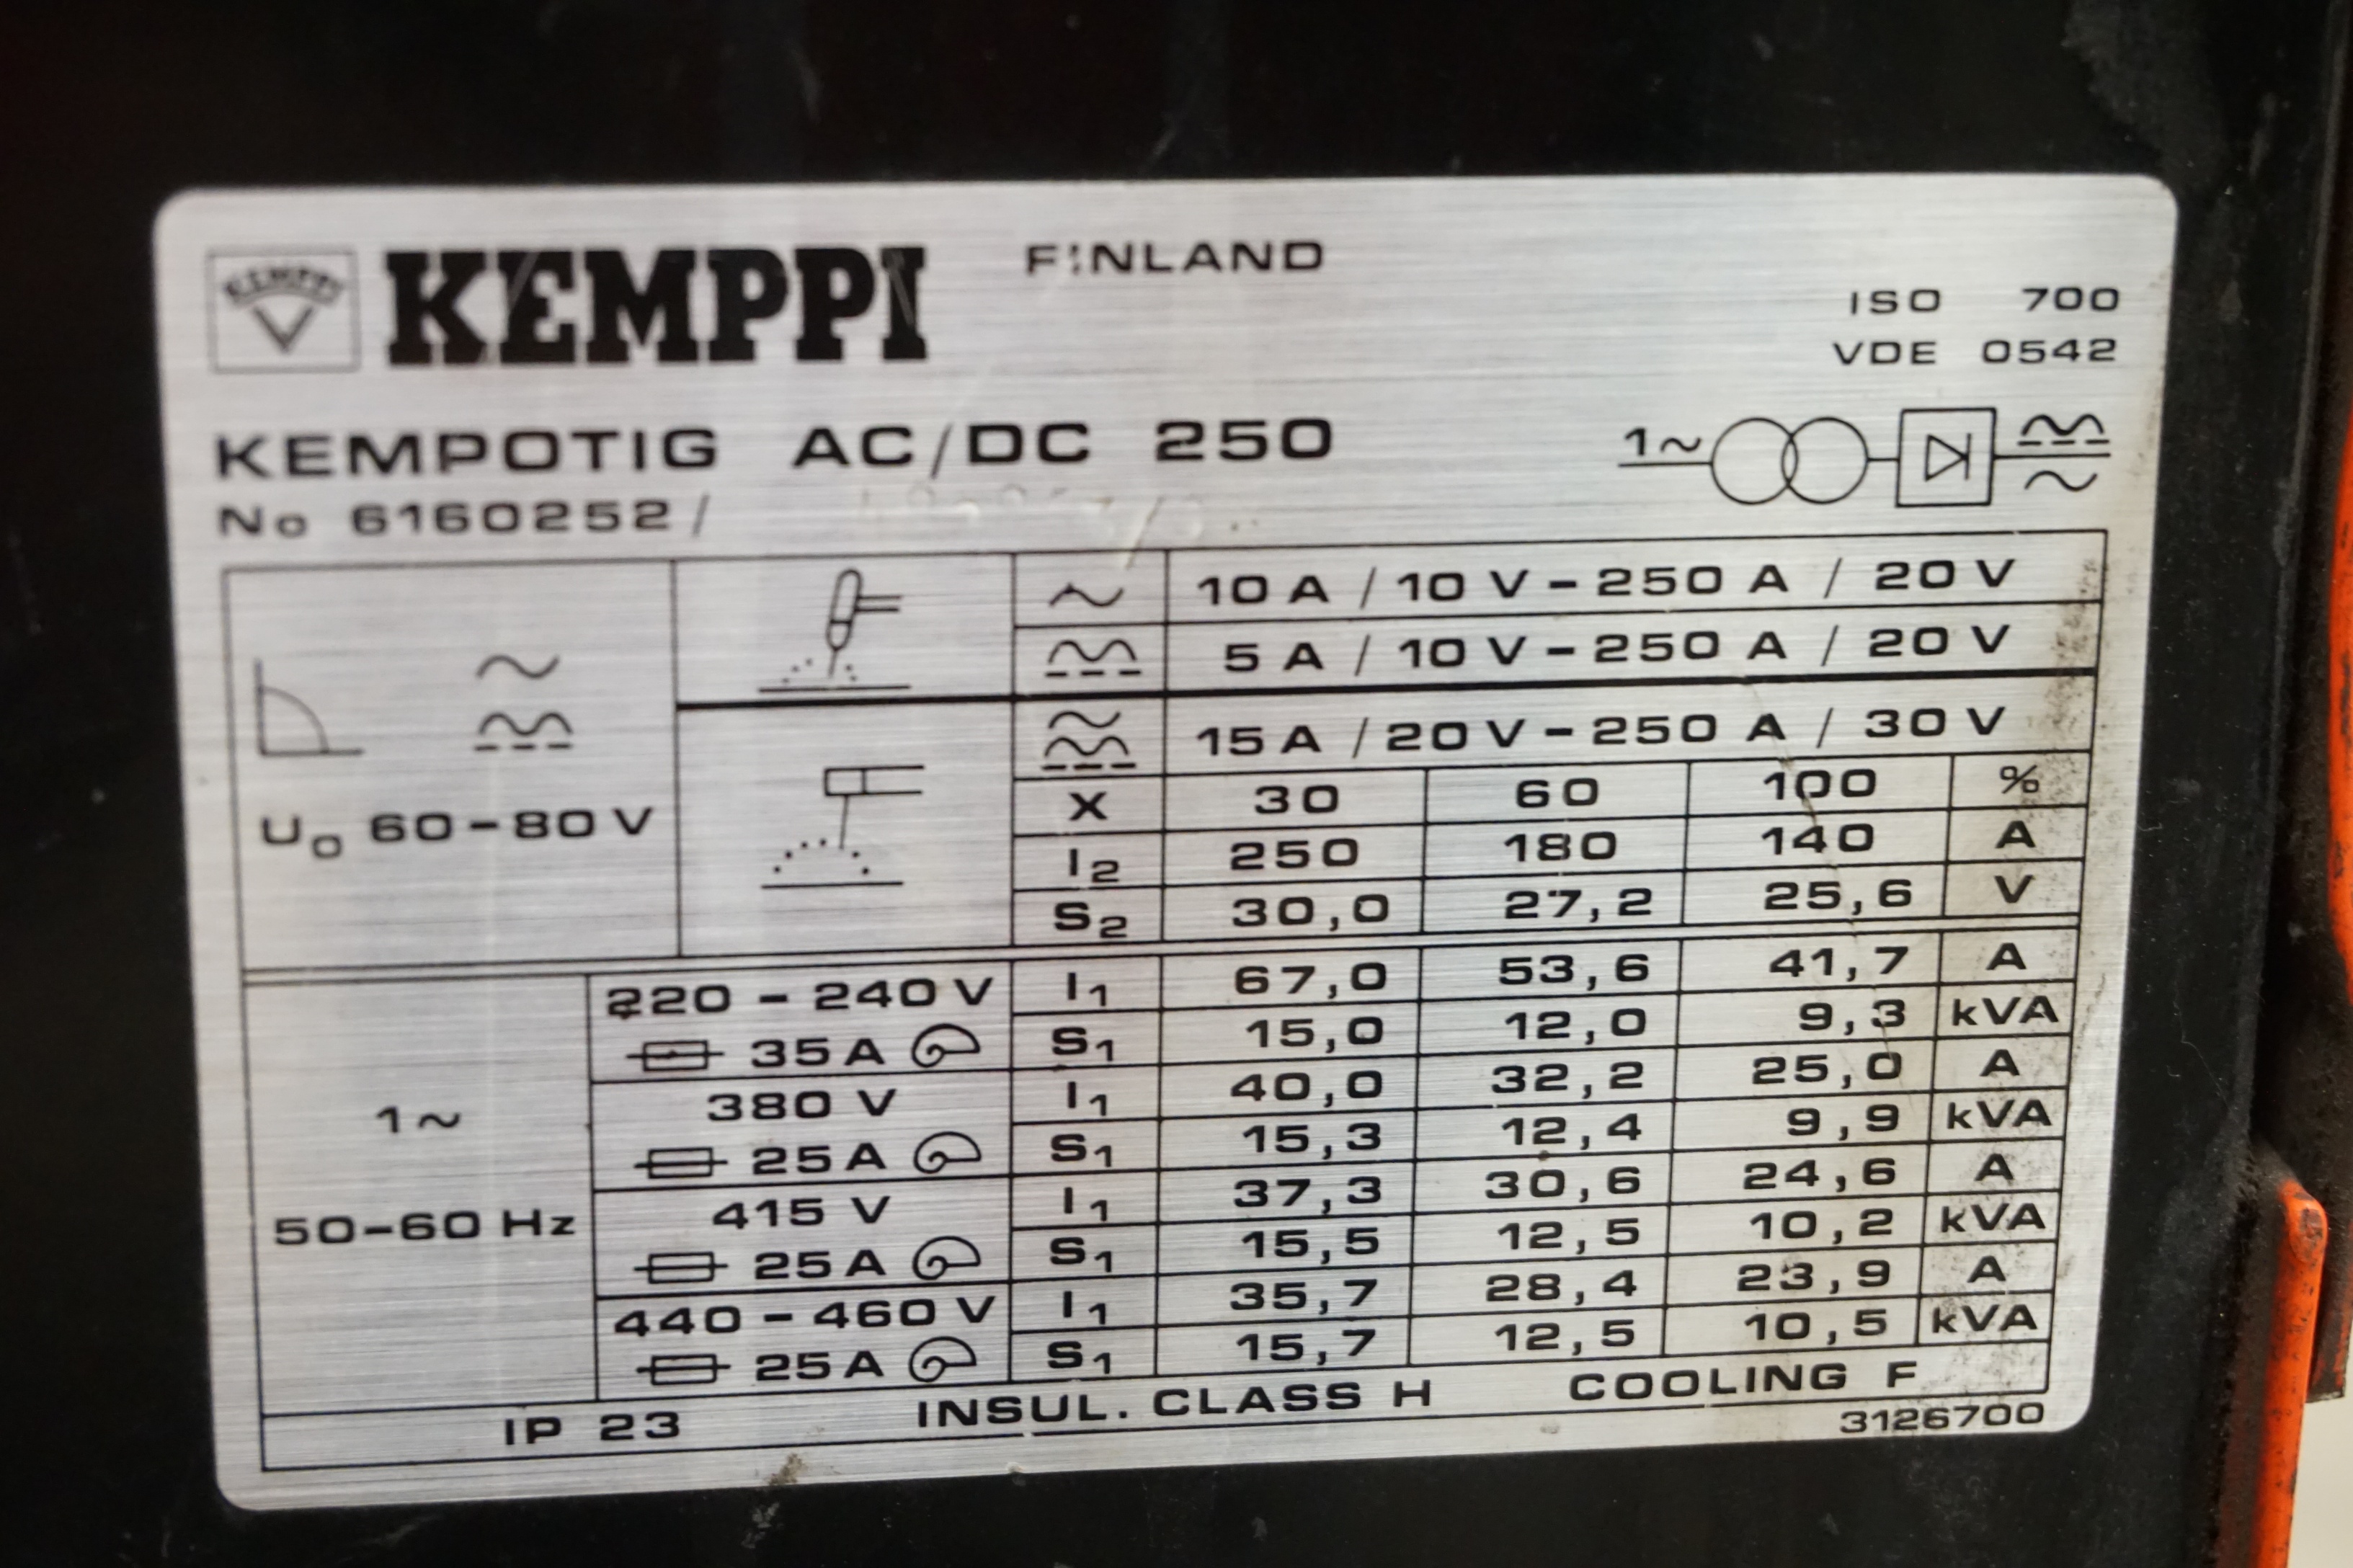 KEMPPI
KEMPPI FINLAND
ISO 700
VDE 0542
KEMPOTIG AC/DC 250
1~
No 6160252/
10 A / 10 V - 250 A / 20 V
5 A / 10 V - 250 A / 20 V
15 A / 20 V - 250 A / 30 V
U0 60-80 V
X 30 60 100 %
I2 250 180 140 A
S2 30,0 27,2 25,6 V
220 - 240 V I1 67,0 53,6 41,7 A
35 A S1 15,0 12,0 9,3 kVA
380 V I1 40,0 32,2 25,0 A
25 A S1 15,3 12,4 9,9 kVA
1~
415 V I1 37,3 30,6 24,6 A
50-60 Hz
25 A S1 15,5 12,5 10,2 kVA
440 - 460 V I1 35,7 28,4 23,9 A
25 A S1 15,7 12,5 10,5 kVA
IP 23 INSUL. CLASS H COOLING F
3126700